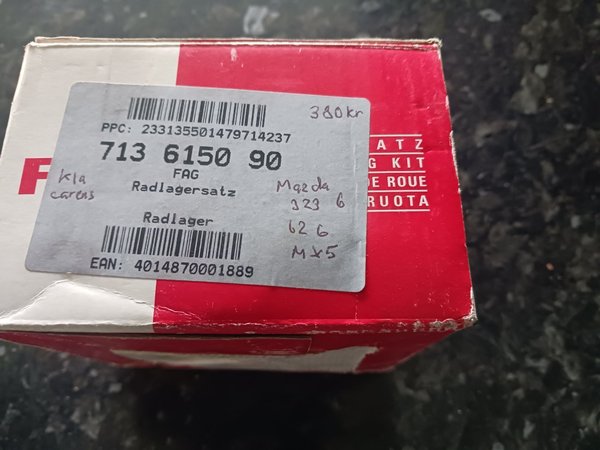 380kr
PPC: 233135501479714237
713 6150 90
FAG
Radlagersatz
Kia
carens
Mazda
323 6
626
MX5
Radlager
EAN: 4014870001889
F
SATZ
G KIT
DE ROUE
RUOTA